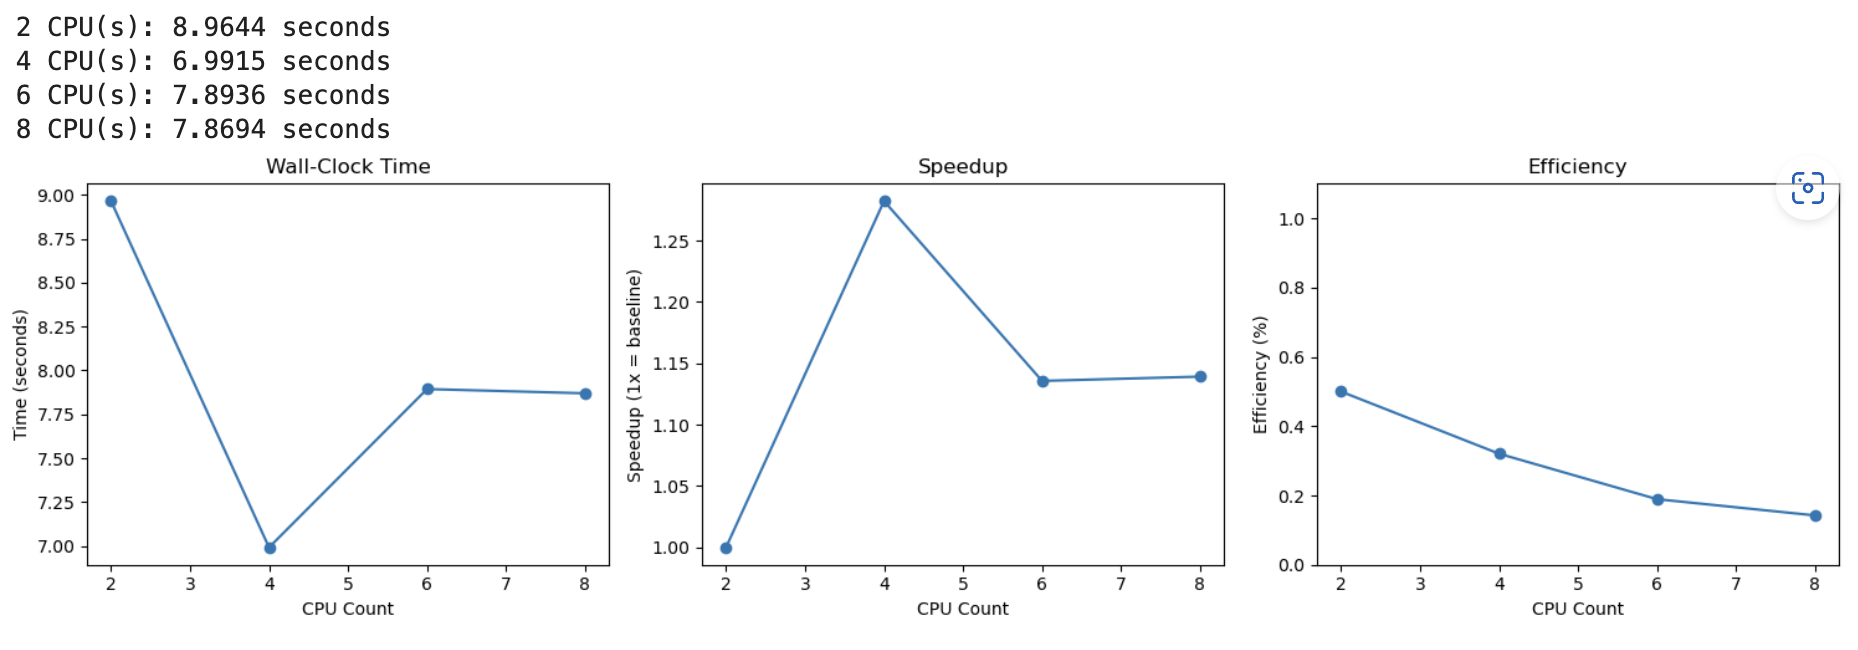 2 CPU(s): 8.9644 seconds
4 CPU(s): 6.9915 seconds
6 CPU(s): 7.8936 seconds
8 CPU(s): 7.8694 seconds
Wall-Clock Time
9.00
8.75
8.50
8.25
8.00
7.75
7.50
7.25
7.00
Time (seconds)
2 3 4 5 6 7 8
CPU Count
Speedup
1.25
1.20
1.15
1.10
1.05
1.00
Speedup (1x = baseline)
2 3 4 5 6 7 8
CPU Count
Efficiency
1.0
0.8
0.6
0.4
0.2
0.0
Efficiency (%)
2 3 4 5 6 7 8
CPU Count